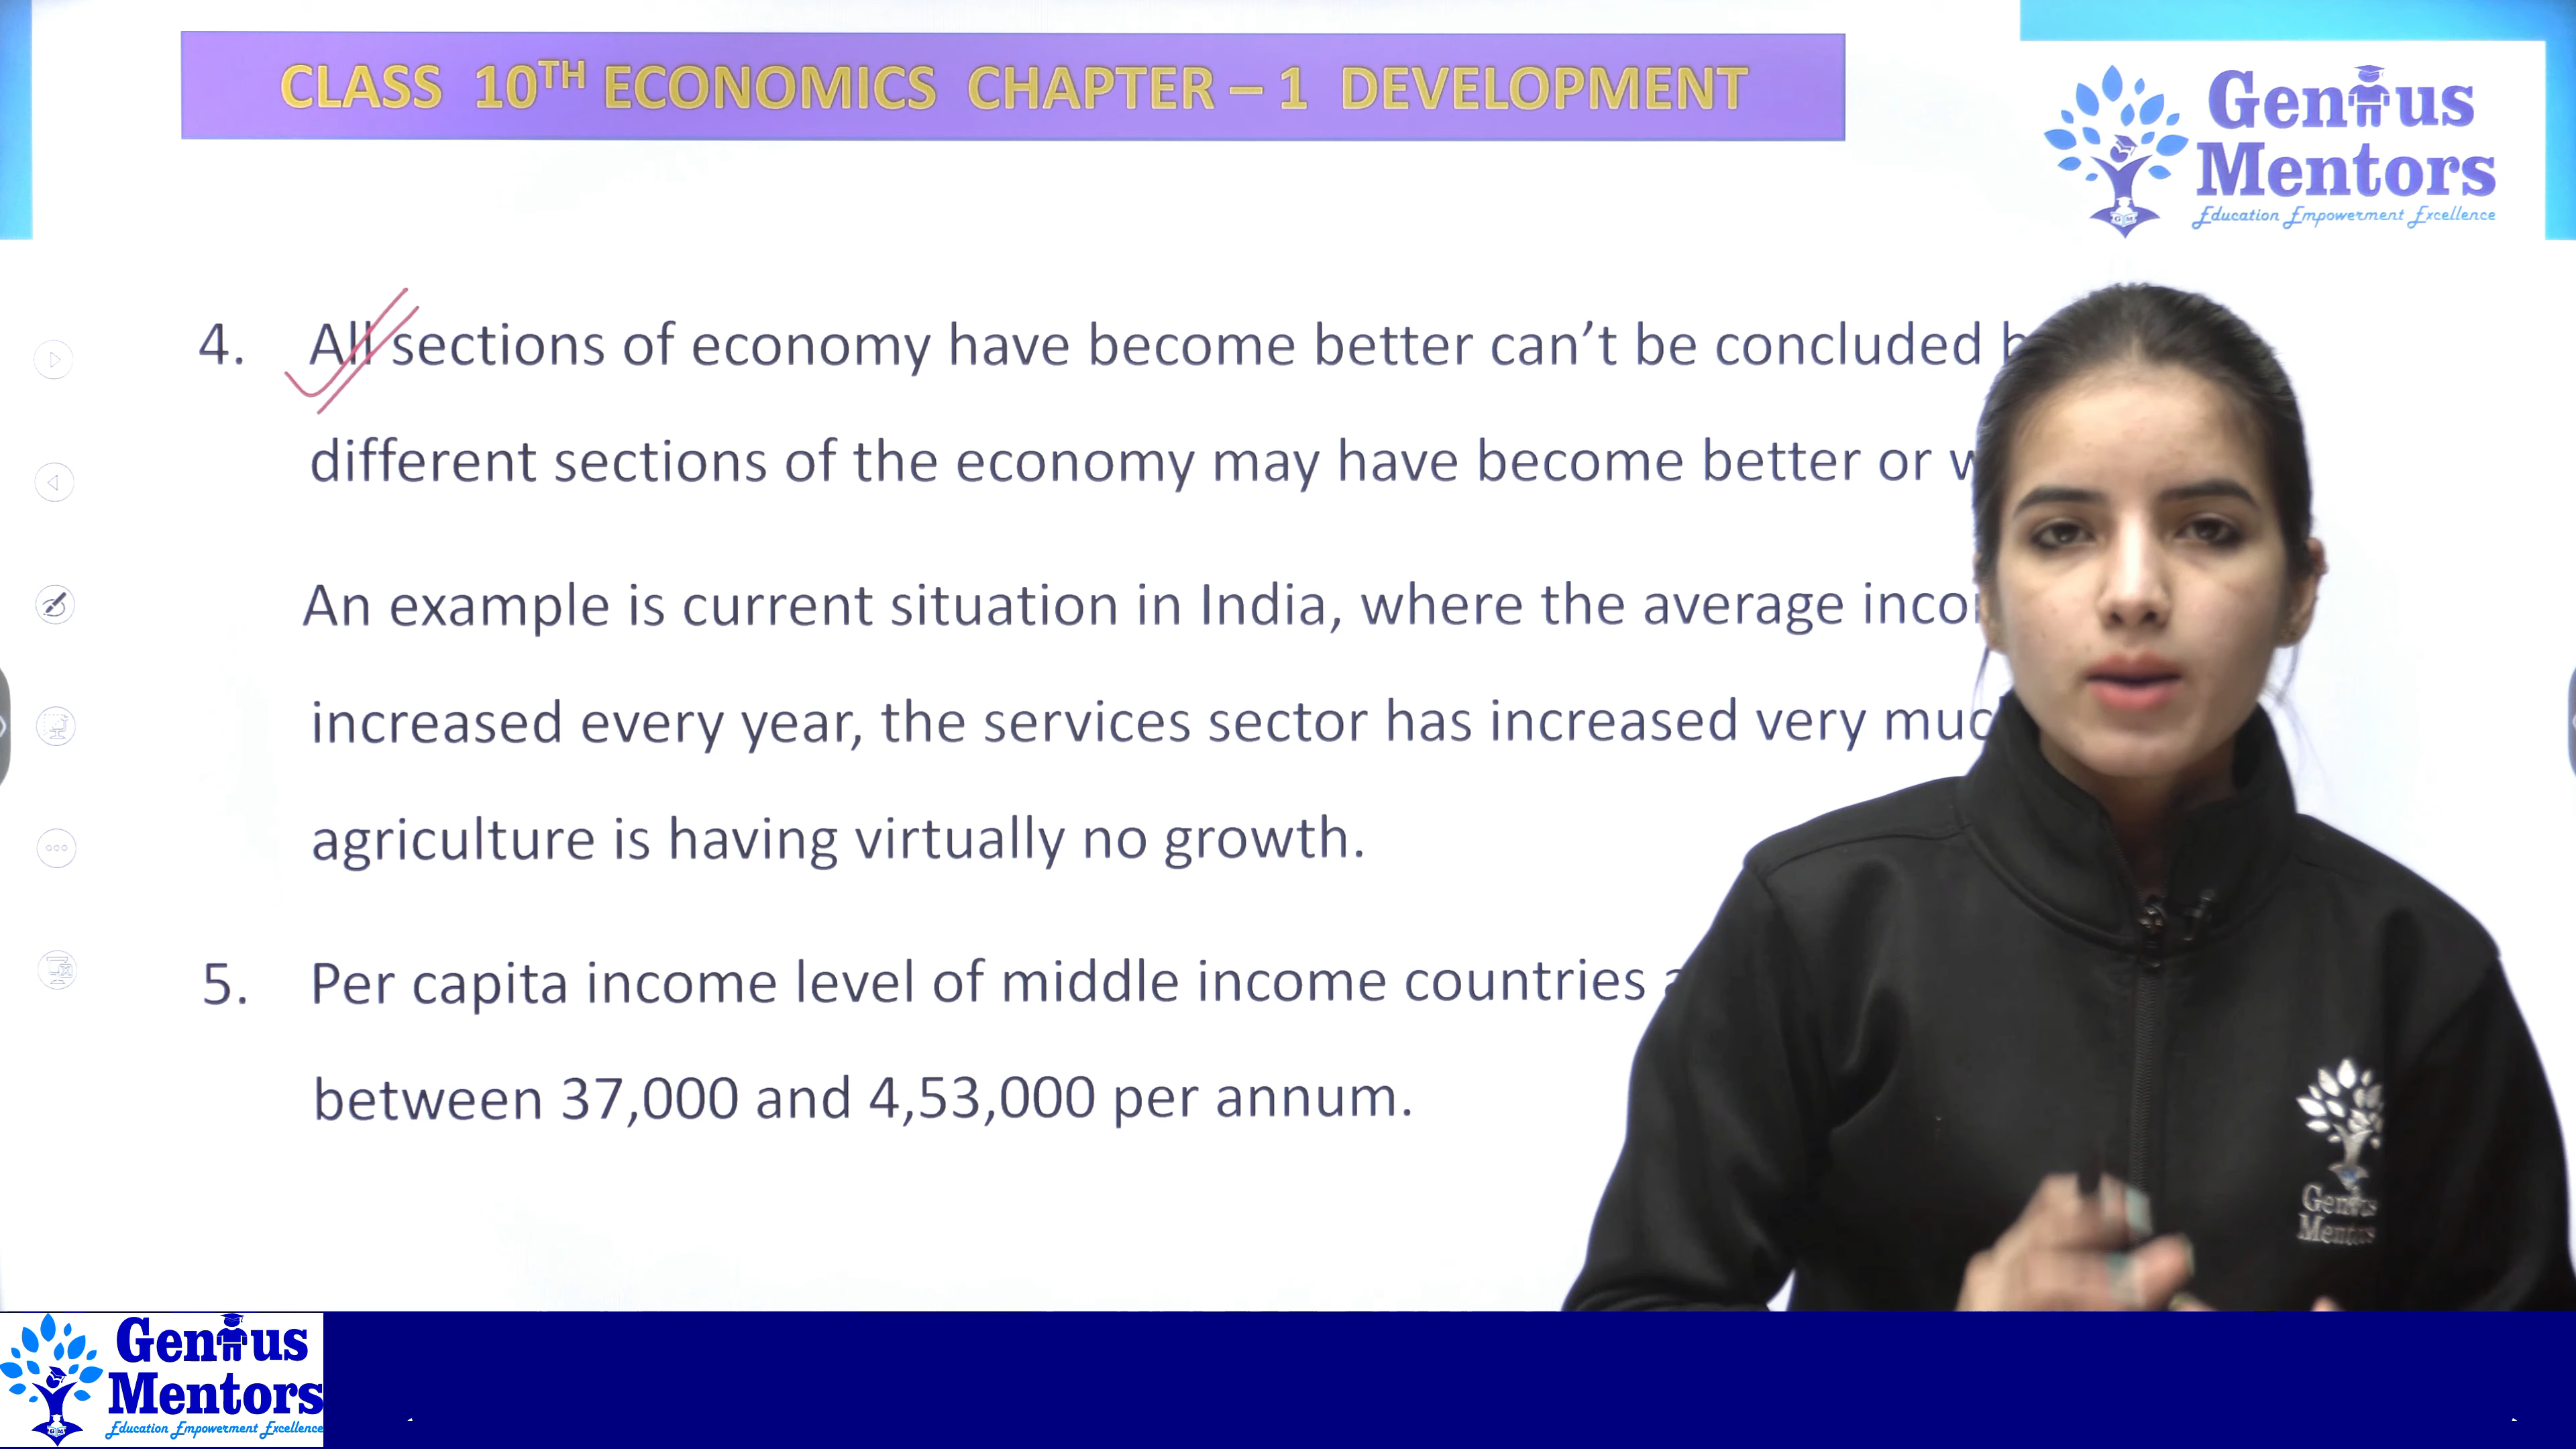 CLASS 10TH ECONOMICS CHAPTER – 1 DEVELOPMENT
Genius
Mentors
Education Empowerment Excellence
4. All sections of economy have become better can't be concluded
different sections of the economy may have become better or
An example is current situation in India, where the average
increased every year, the services sector has increased very
agriculture is having virtually no growth.
5. Per capita income level of middle income countries
between 37,000 and 4,53,000 per annum.
Genius
Mentors
Genius
Mentors
Education Empowerment Excellence